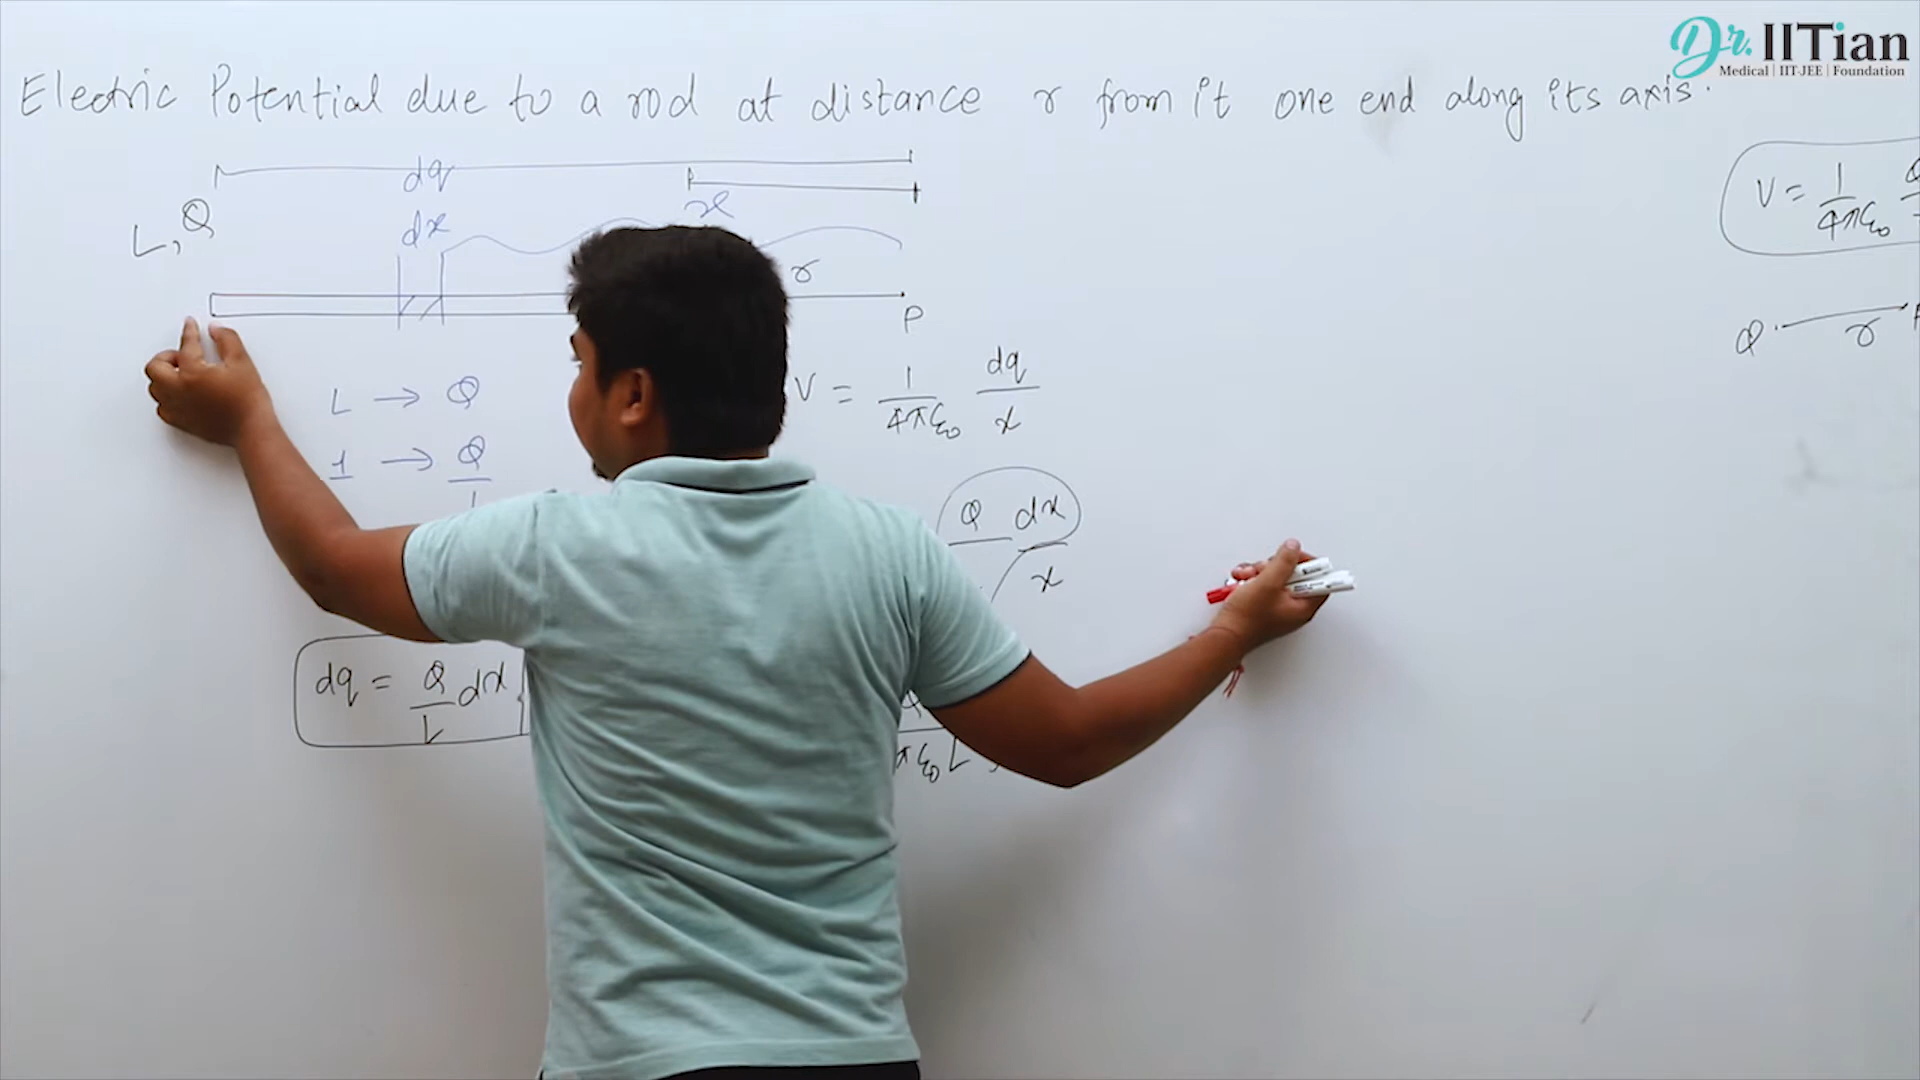 Dr. IITian
Medical | IIT-JEE | Foundation
Electric Potential due to a rod at distance r from it one end along its axis.
dq
L, Q
dx
x
r
P
L → Q
1 → Q
V = 1/4πε₀ dq/x
Q dx
x
dq = Q/L dx
πε₀ L
V = 1/4πε₀
Q
r